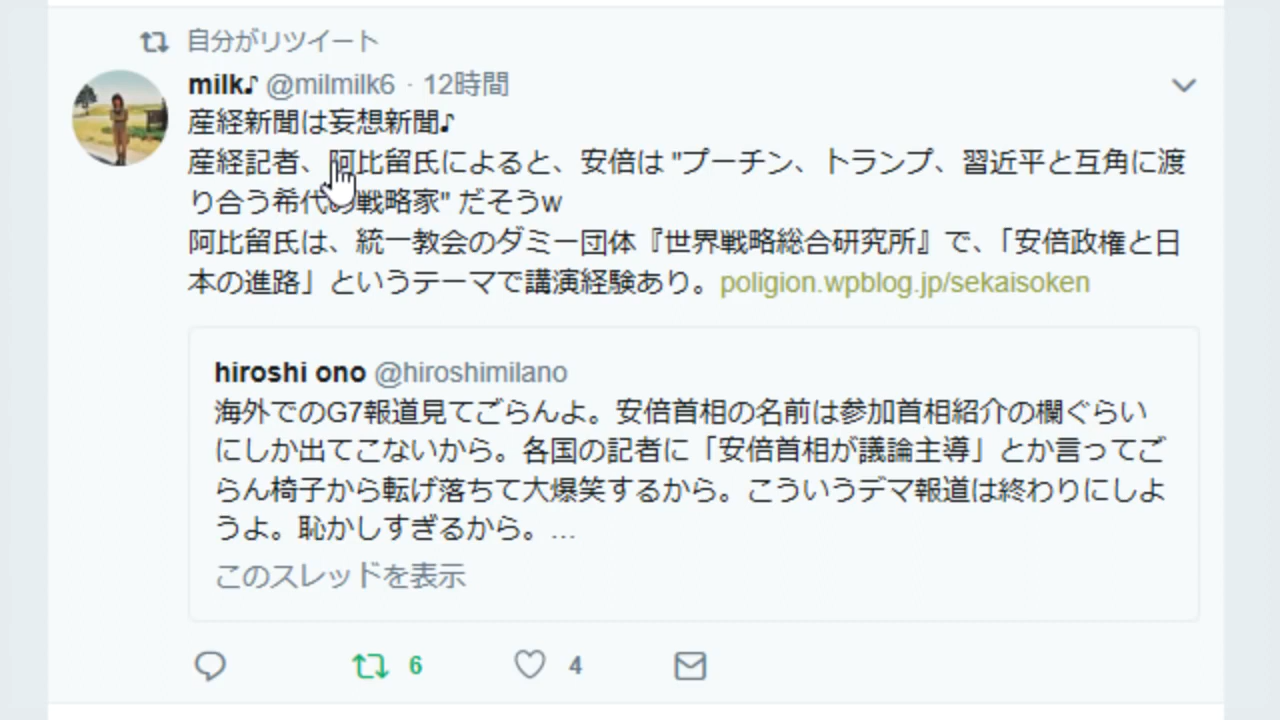 自分がリツイート
milk♪ @milmilk6 · 12時間
産経新聞は妄想新聞♪
産経記者、阿比留氏によると、安倍は "プーチン、トランプ、習近平と互角に渡
り合う希代の戦略家" だそうw
阿比留氏は、統一教会のダミー団体『世界戦略総合研究所』で、「安倍政権と日
本の進路」というテーマで講演経験あり。poligion.wpblog.jp/sekaisoken
hiroshi ono @hiroshimilano
海外でのG7報道見てごらんよ。安倍首相の名前は参加首相紹介の欄ぐらい
にしか出てこないから。各国の記者に「安倍首相が議論主導」とか言ってご
らん椅子から転げ落ちて大爆笑するから。こういうデマ報道は終わりにしよ
うよ。恥かしすぎるから。…
このスレッドを表示
6 4